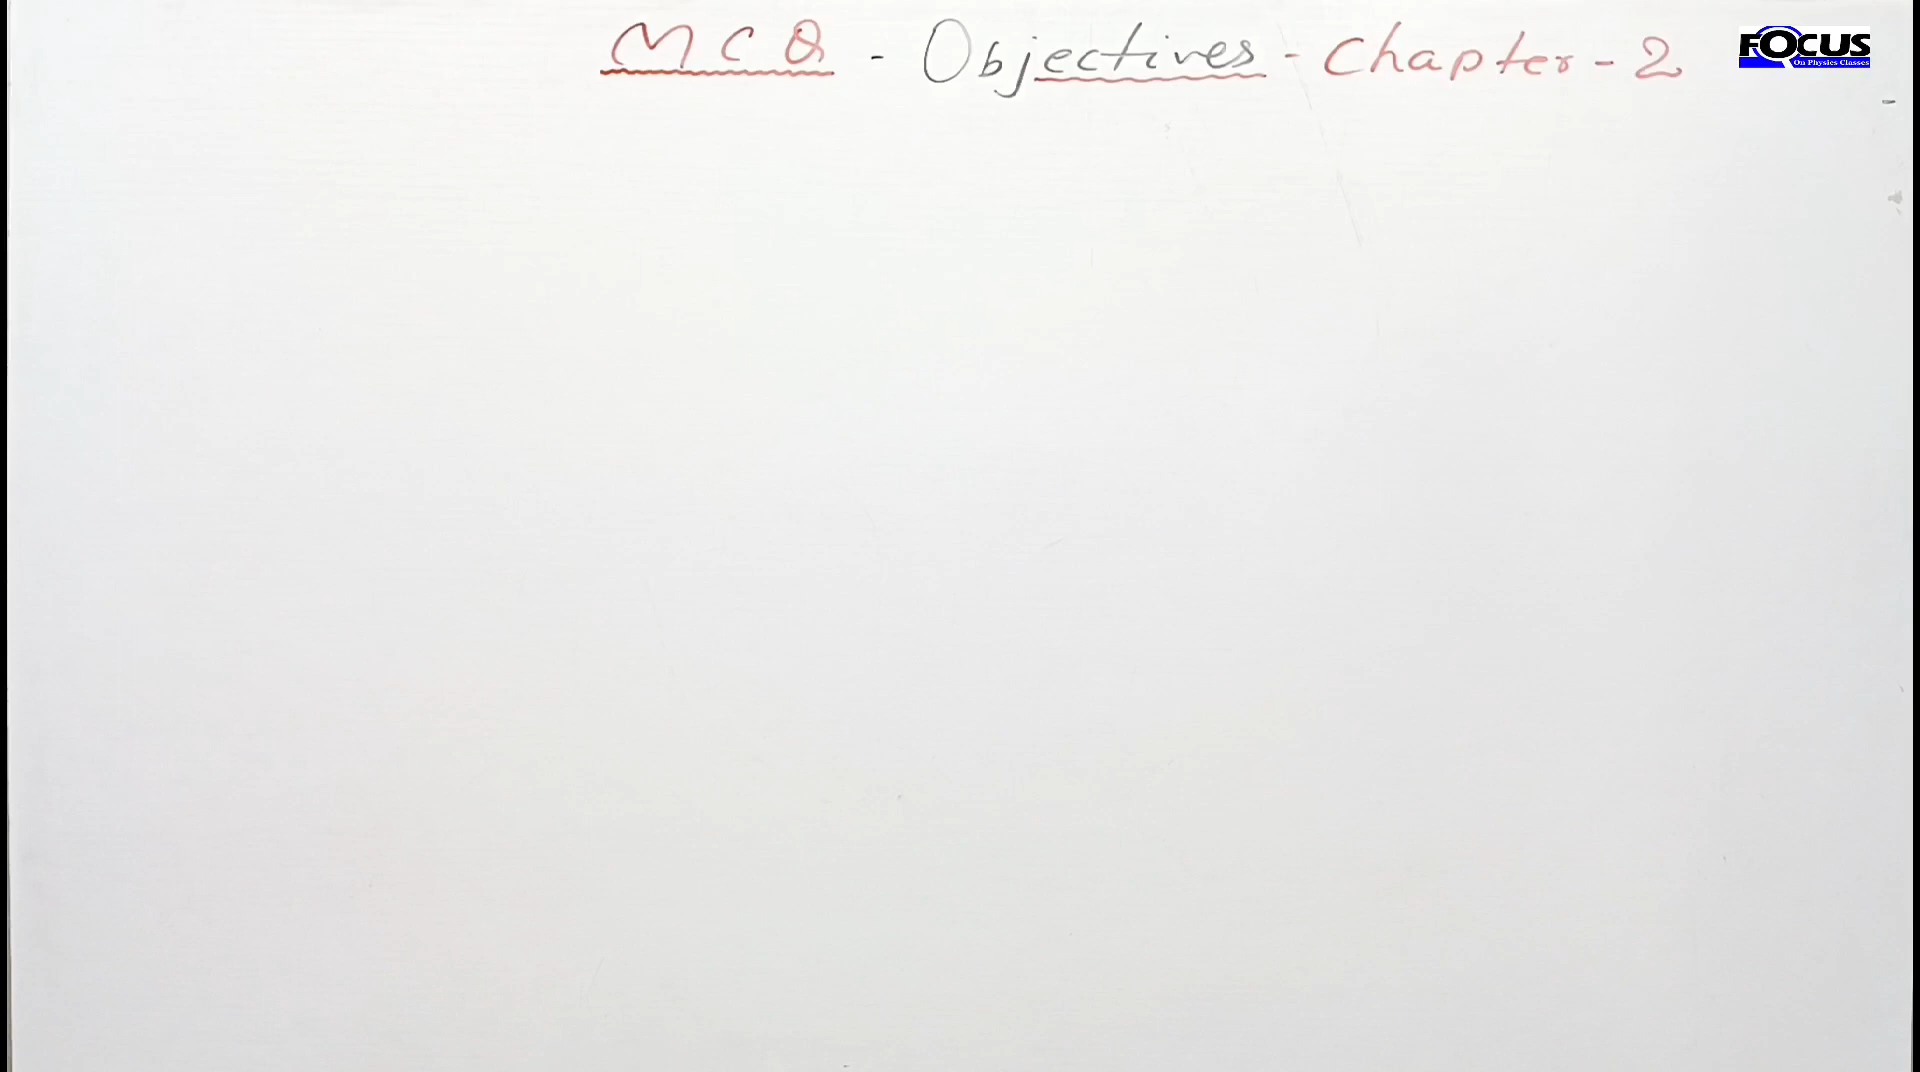 MCQ - Objectives - Chapter - 2
FOCUS
On Physics Classes